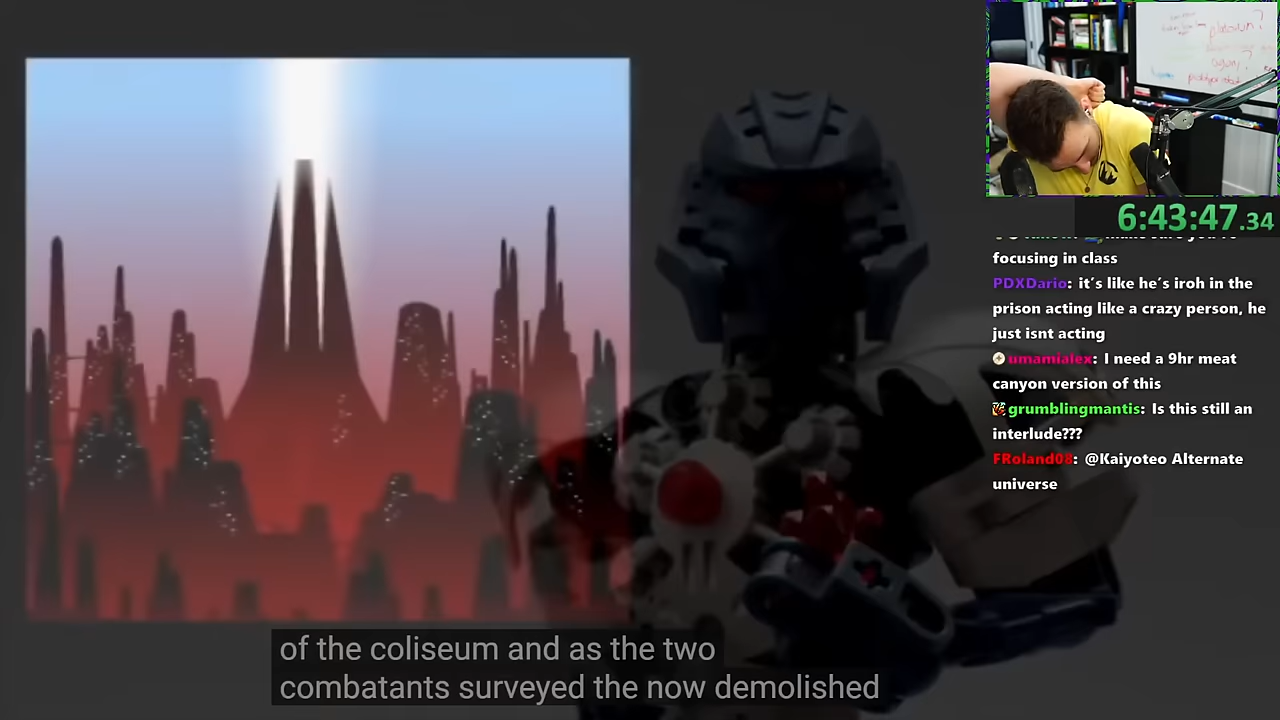 platown?
6:43:47.34
focusing in class
PDXDario: it's like he's iroh in the
prison acting like a crazy person, he
just isnt acting
umamialex: I need a 9hr meat
canyon version of this
grumblingmantis: Is this still an
interlude???
FRoland08: @Kaiyoteo Alternate
universe
of the coliseum and as the two
combatants surveyed the now demolished